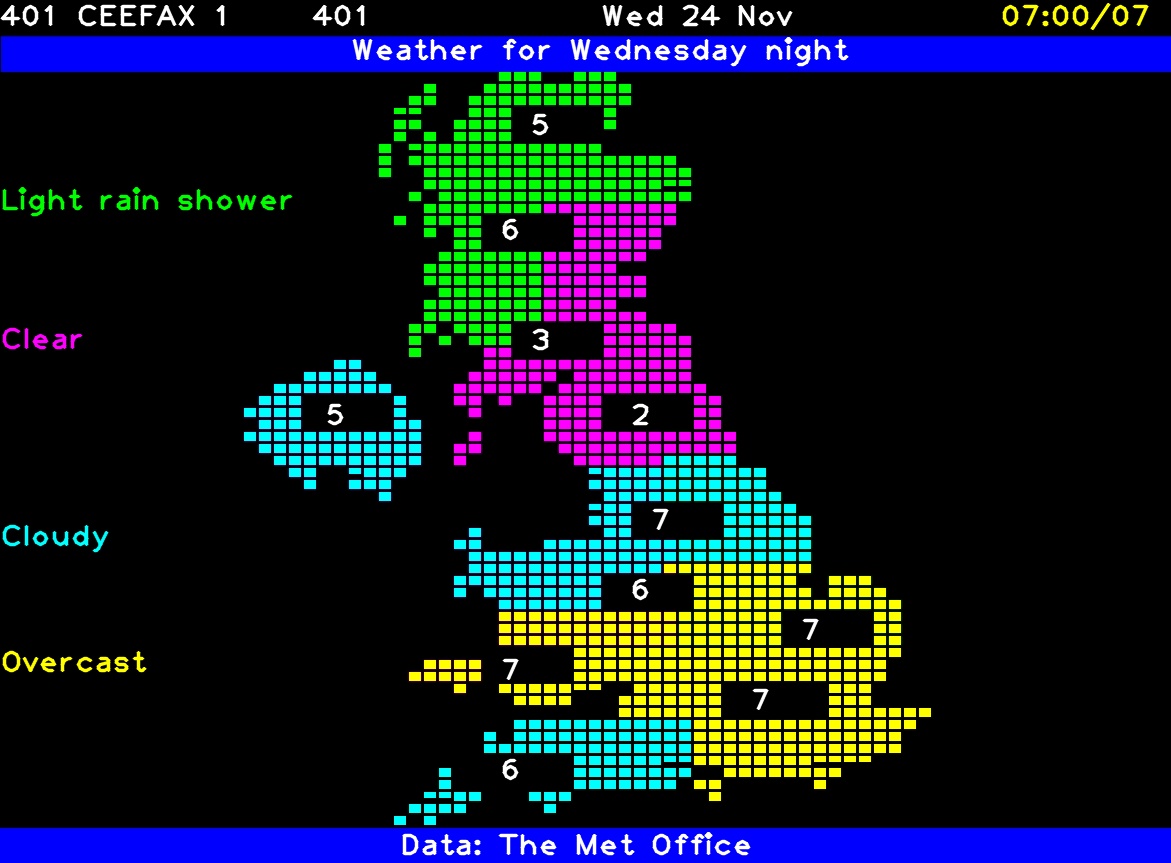 401 CEEFAX 1 401 Wed 24 Nov 07:00/07
Weather for Wednesday night
5
Light rain shower
6
Clear
3
5
2
7
Cloudy
6
7
Overcast
7
7
6
Data: The Met Office